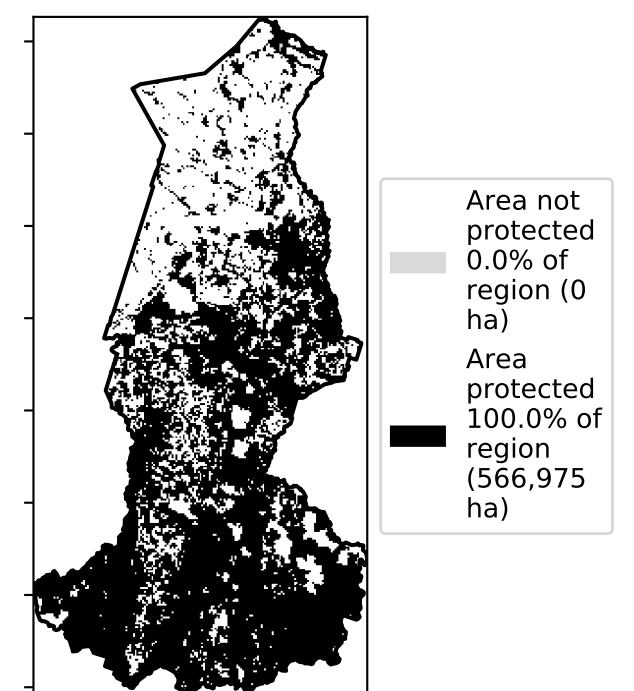 Area not
protected
0.0% of
region (0
ha)
Area
protected
100.0% of
region
(566,975
ha)